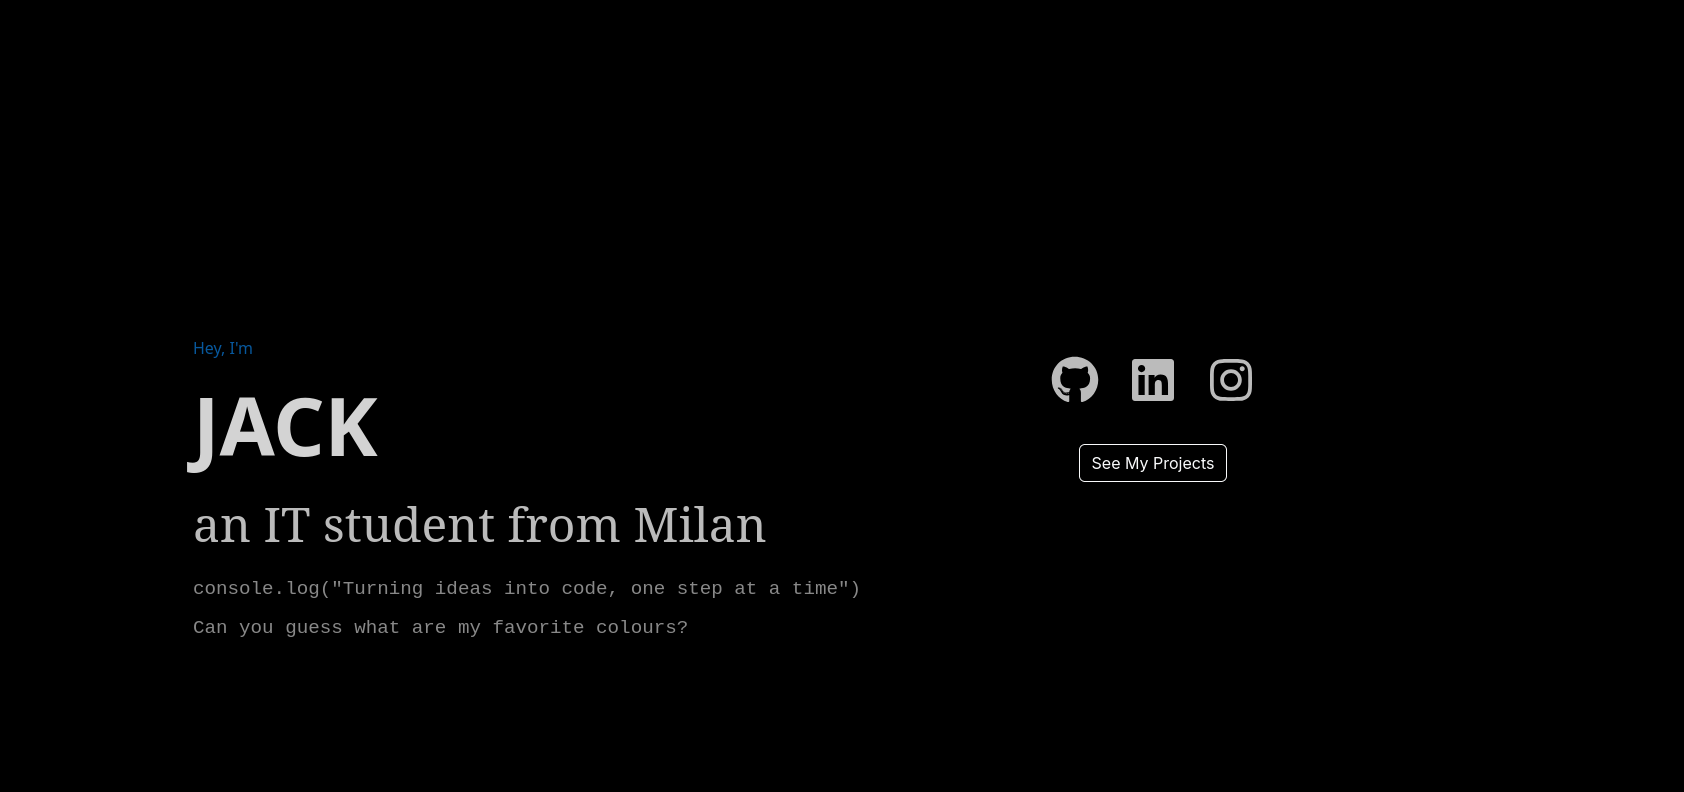 Hey, I'm
JACK
an IT student from Milan
console.log("Turning ideas into code, one step at a time")
Can you guess what are my favorite colours?
in
See My Projects